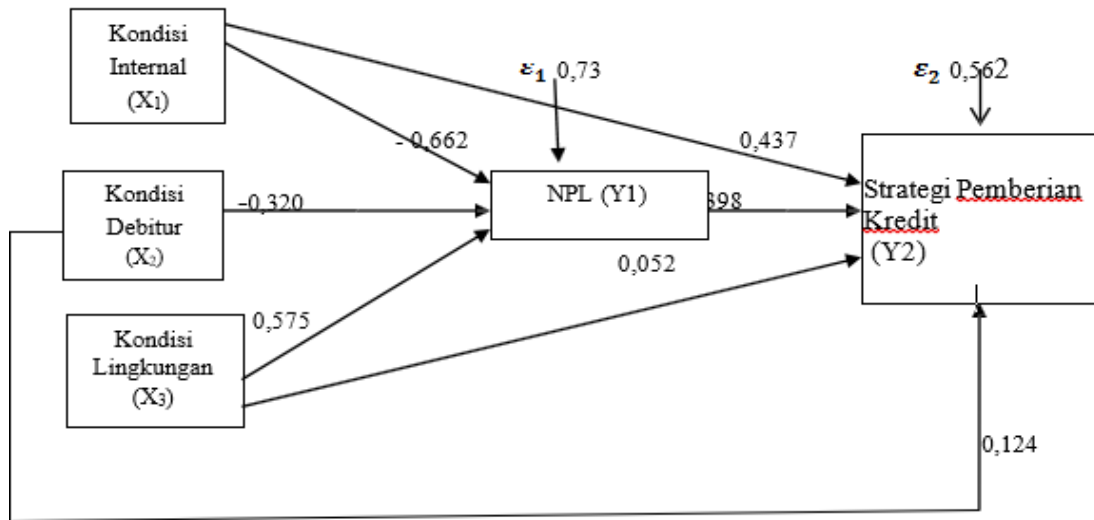 Kondisi
Internal
(X₁)
ε₁ 0,73
ε₂ 0,562
- 0,662
0,437
Kondisi
Debitur
(X₂)
-0,320
NPL (Y1)
Strategi Pemberian
Kredit
(Y2)
0,052
0,575
Kondisi
Lingkungan
(X₃)
0,124